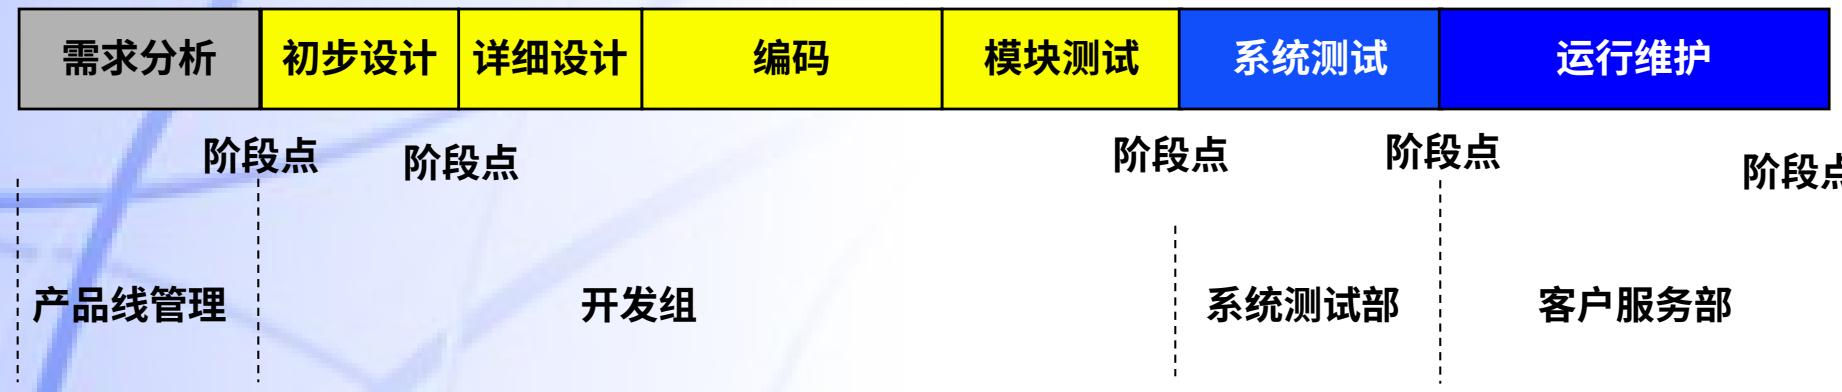 需求分析 初步设计 详细设计 编码 模块测试 系统测试 运行维护
阶段点 阶段点 阶段点 阶段点 阶段点
产品线管理 开发组 系统测试部 客户服务部